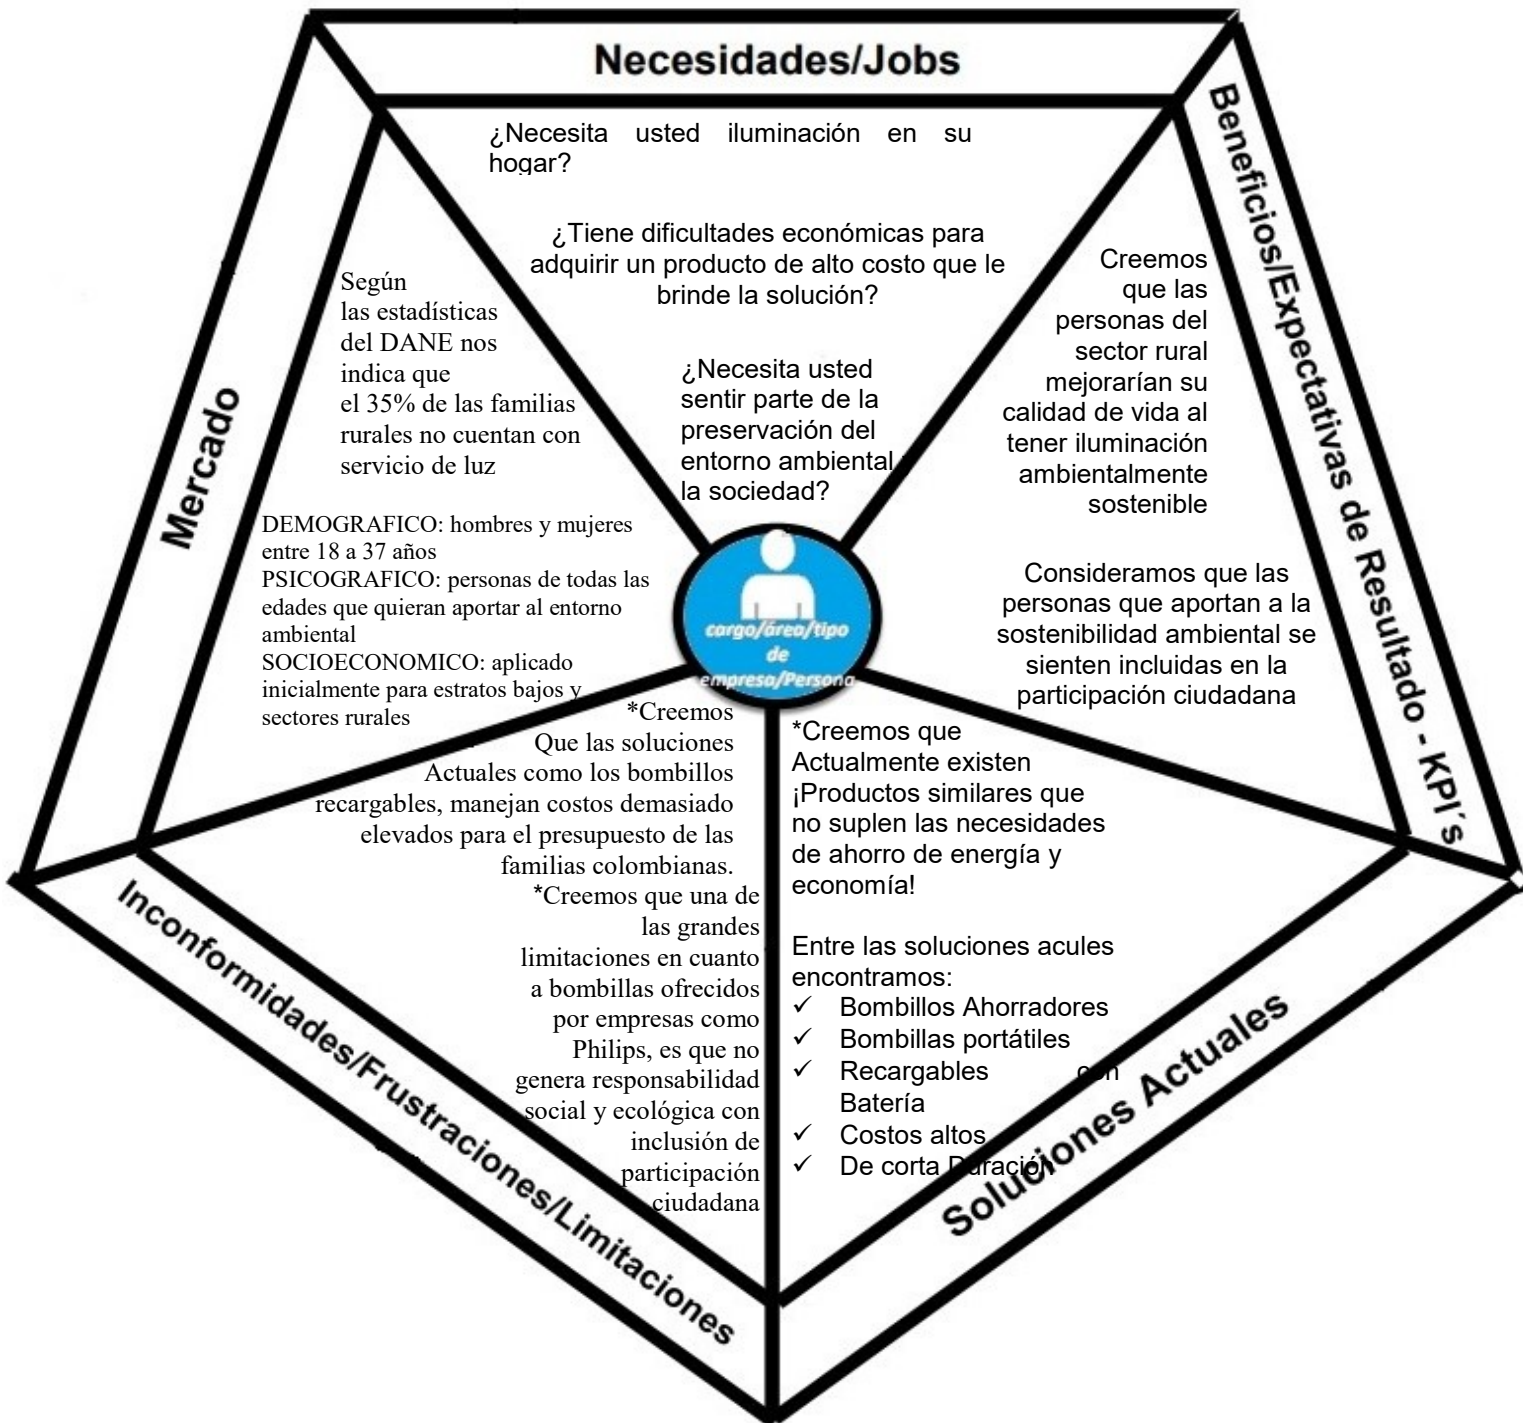 Necesidades/Jobs
¿Necesita usted iluminación en su
hogar?
¿Tiene dificultades económicas para
adquirir un producto de alto costo que le
brinde la solución?
¿Necesita usted
sentir parte de la
preservación del
entorno ambiental
la sociedad?
Beneficios/Expectativas de Resultado - KPI´s
Creemos
que las
personas del
sector rural
mejorarían su
calidad de vida al
tener iluminación
ambientalmente
sostenible
Consideramos que las
personas que aportan a la
sostenibilidad ambiental se
sienten incluidas en la
participación ciudadana
Mercado
Según
las estadísticas
del DANE nos
indica que
el 35% de las familias
rurales no cuentan con
servicio de luz
DEMOGRAFICO: hombres y mujeres
entre 18 a 37 años
PSICOGRAFICO: personas de todas las
edades que quieran aportar al entorno
ambiental
SOCIOECONOMICO: aplicado
inicialmente para estratos bajos y
sectores rurales
cargo/área/tipo
de
empresa/Persona
Inconformidades/Frustraciones/Limitaciones
*Creemos
Que las soluciones
Actuales como los bombillos
recargables, manejan costos demasiado
elevados para el presupuesto de las
familias colombianas.
*Creemos que una de
las grandes
limitaciones en cuanto
a bombillas ofrecidos
por empresas como
Philips, es que no
genera responsabilidad
social y ecológica con
inclusión de
participación
ciudadana
Soluciones Actuales
*Creemos que
Actualmente existen
¡Productos similares que
no suplen las necesidades
de ahorro de energía y
economía!
Entre las soluciones acules
encontramos:
✓ Bombillos Ahorradores
✓ Bombillas portátiles
✓ Recargables con
Batería
✓ Costos altos
✓ De corta Duración